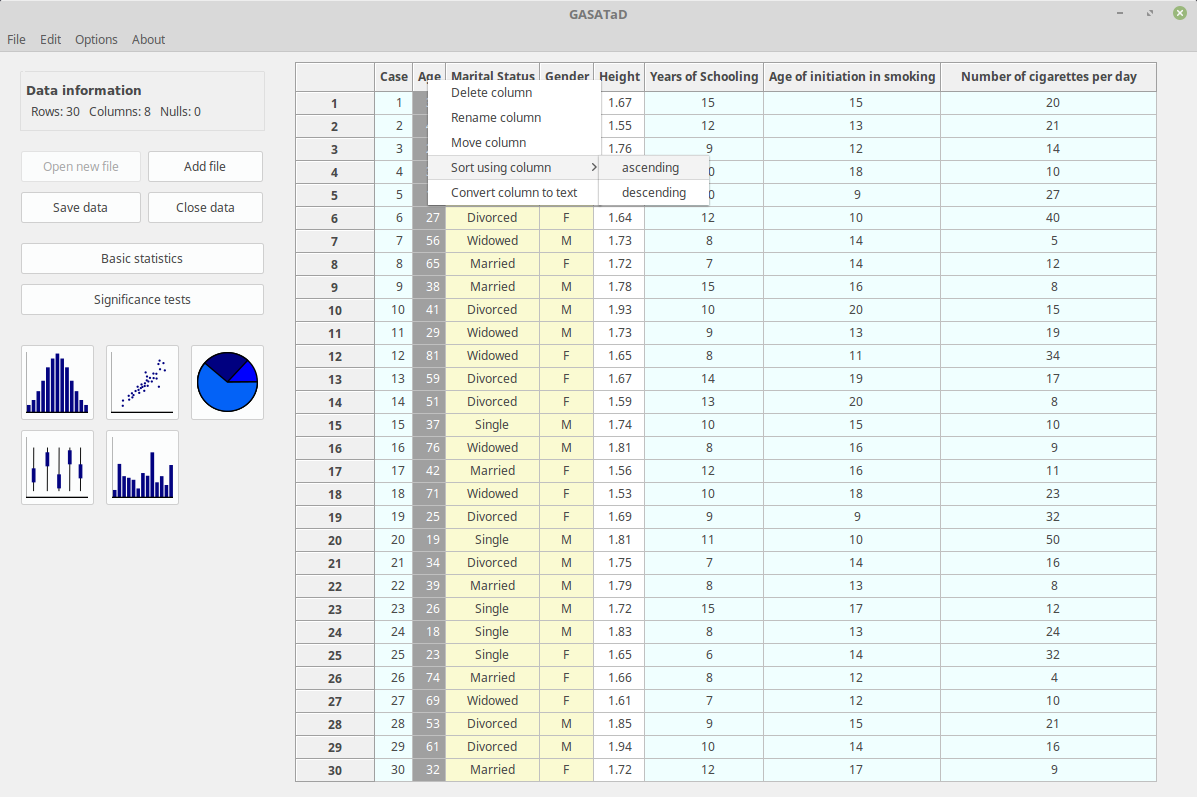 GASATaD
File Edit Options About
Data information
Rows: 30 Columns: 8 Nulls: 0
Open new file Add file
Save data Close data
Basic statistics
Significance tests
Case Age Marital Status Gender Height Years of Schooling Age of initiation in smoking Number of cigarettes per day
Delete column
Rename column
Move column
Sort using column ascending
Convert column to text descending
1 1 1.67 15 15 20
2 2 1.55 12 13 21
3 3 1.76 9 12 14
4 4 18 10
5 5 9 27
6 6 27 Divorced F 1.64 12 10 40
7 7 56 Widowed M 1.73 8 14 5
8 8 65 Married F 1.72 7 14 12
9 9 38 Married M 1.78 15 16 8
10 10 41 Divorced M 1.93 10 20 15
11 11 29 Widowed M 1.73 9 13 19
12 12 81 Widowed F 1.65 8 11 34
13 13 59 Divorced F 1.67 14 19 17
14 14 51 Divorced F 1.59 13 20 8
15 15 37 Single M 1.74 10 15 10
16 16 76 Widowed M 1.81 8 16 9
17 17 42 Married F 1.56 12 16 11
18 18 71 Widowed F 1.53 10 18 23
19 19 25 Divorced F 1.69 9 9 32
20 20 19 Single M 1.81 11 10 50
21 21 34 Divorced M 1.75 7 14 16
22 22 39 Married M 1.79 8 13 8
23 23 26 Single M 1.72 15 17 12
24 24 18 Single M 1.83 8 13 24
25 25 23 Single F 1.65 6 14 32
26 26 74 Married F 1.66 8 12 4
27 27 69 Widowed F 1.61 7 12 10
28 28 53 Divorced M 1.85 9 15 21
29 29 61 Divorced M 1.94 10 14 16
30 30 32 Married F 1.72 12 17 9